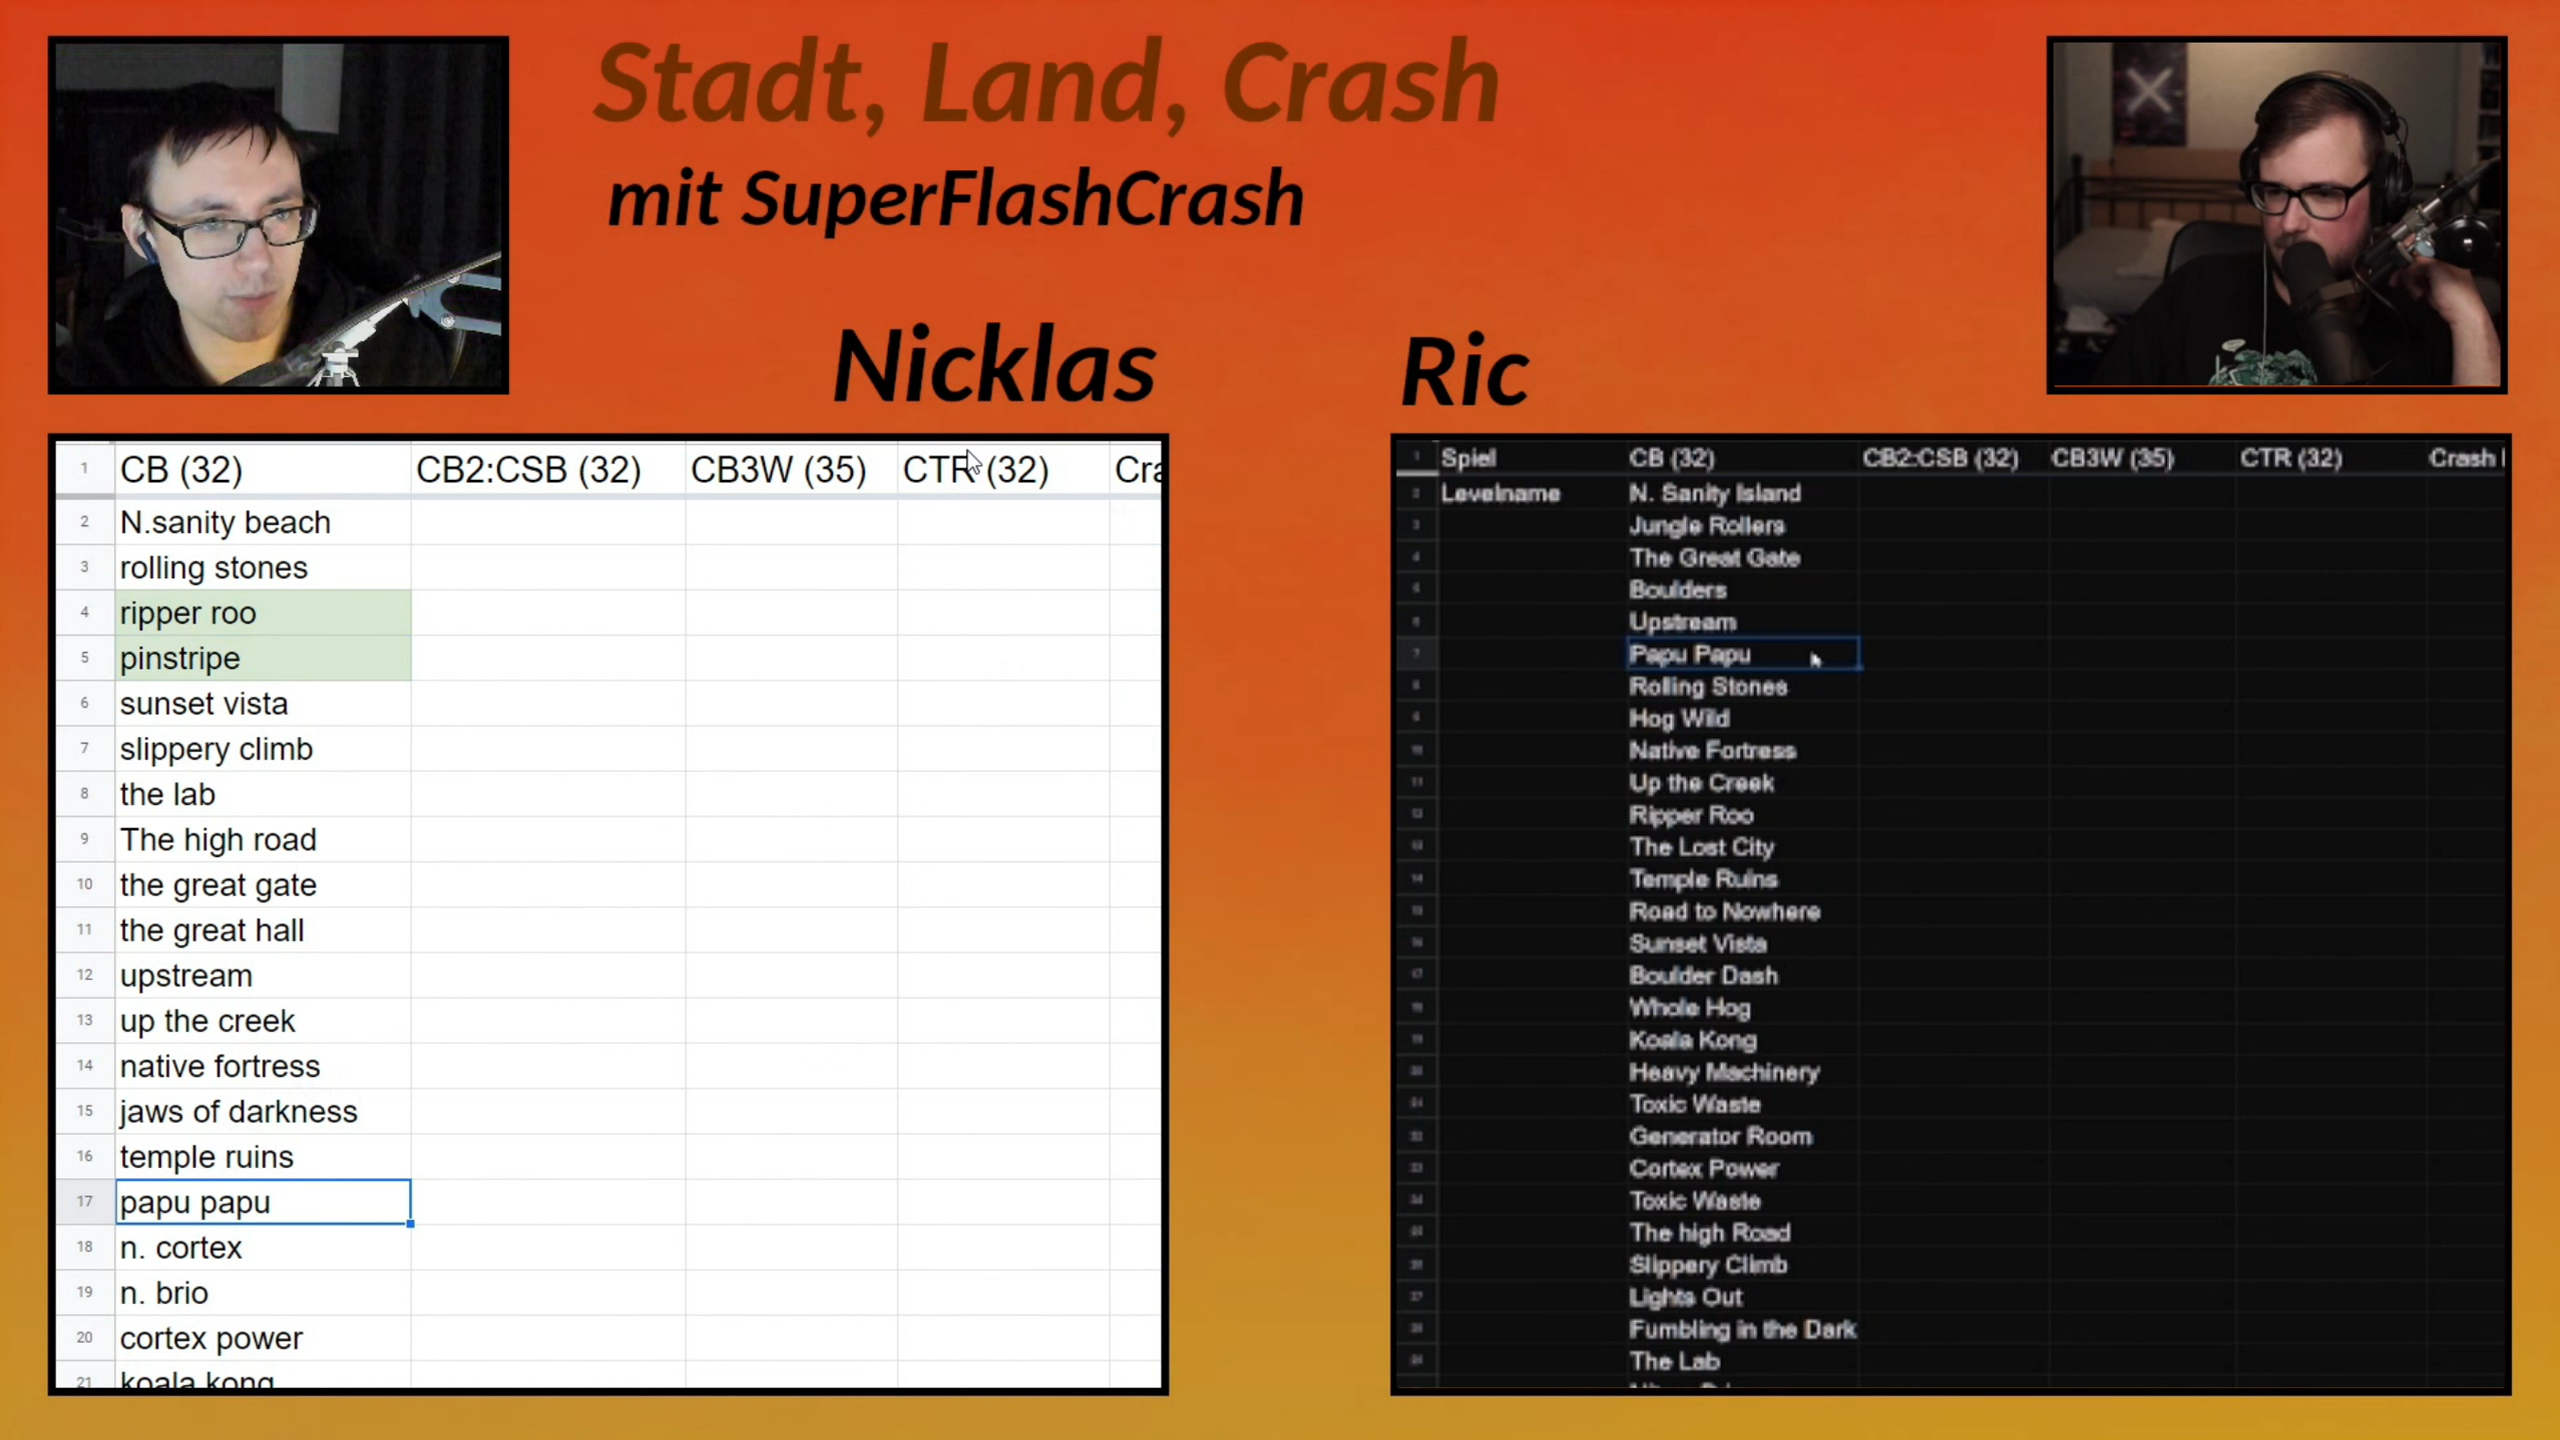 Stadt, Land, Crash
mit SuperFlashCrash
Nicklas
Ric
1 CB (32) CB2:CSB (32) CB3W (35) CTR (32) Cra
2 N.sanity beach
3 rolling stones
4 ripper roo
5 pinstripe
6 sunset vista
7 slippery climb
8 the lab
9 The high road
10 the great gate
11 the great hall
12 upstream
13 up the creek
14 native fortress
15 jaws of darkness
16 temple ruins
17 papu papu
18 n. cortex
19 n. brio
20 cortex power
21 koala kong
Spiel CB (32) CB2:CSB (32) CB3W (35) CTR (32) Crash
Levelname N. Sanity Island
Jungle Rollers
The Great Gate
Boulders
Upstream
Papu Papu
Rolling Stones
Hog Wild
Native Fortress
Up the Creek
Ripper Roo
The Lost City
Temple Ruins
Road to Nowhere
Sunset Vista
Boulder Dash
Whole Hog
Koala Kong
Heavy Machinery
Toxic Waste
Generator Room
Cortex Power
Toxic Waste
The high Road
Slippery Climb
Lights Out
Fumbling in the Dark
The Lab